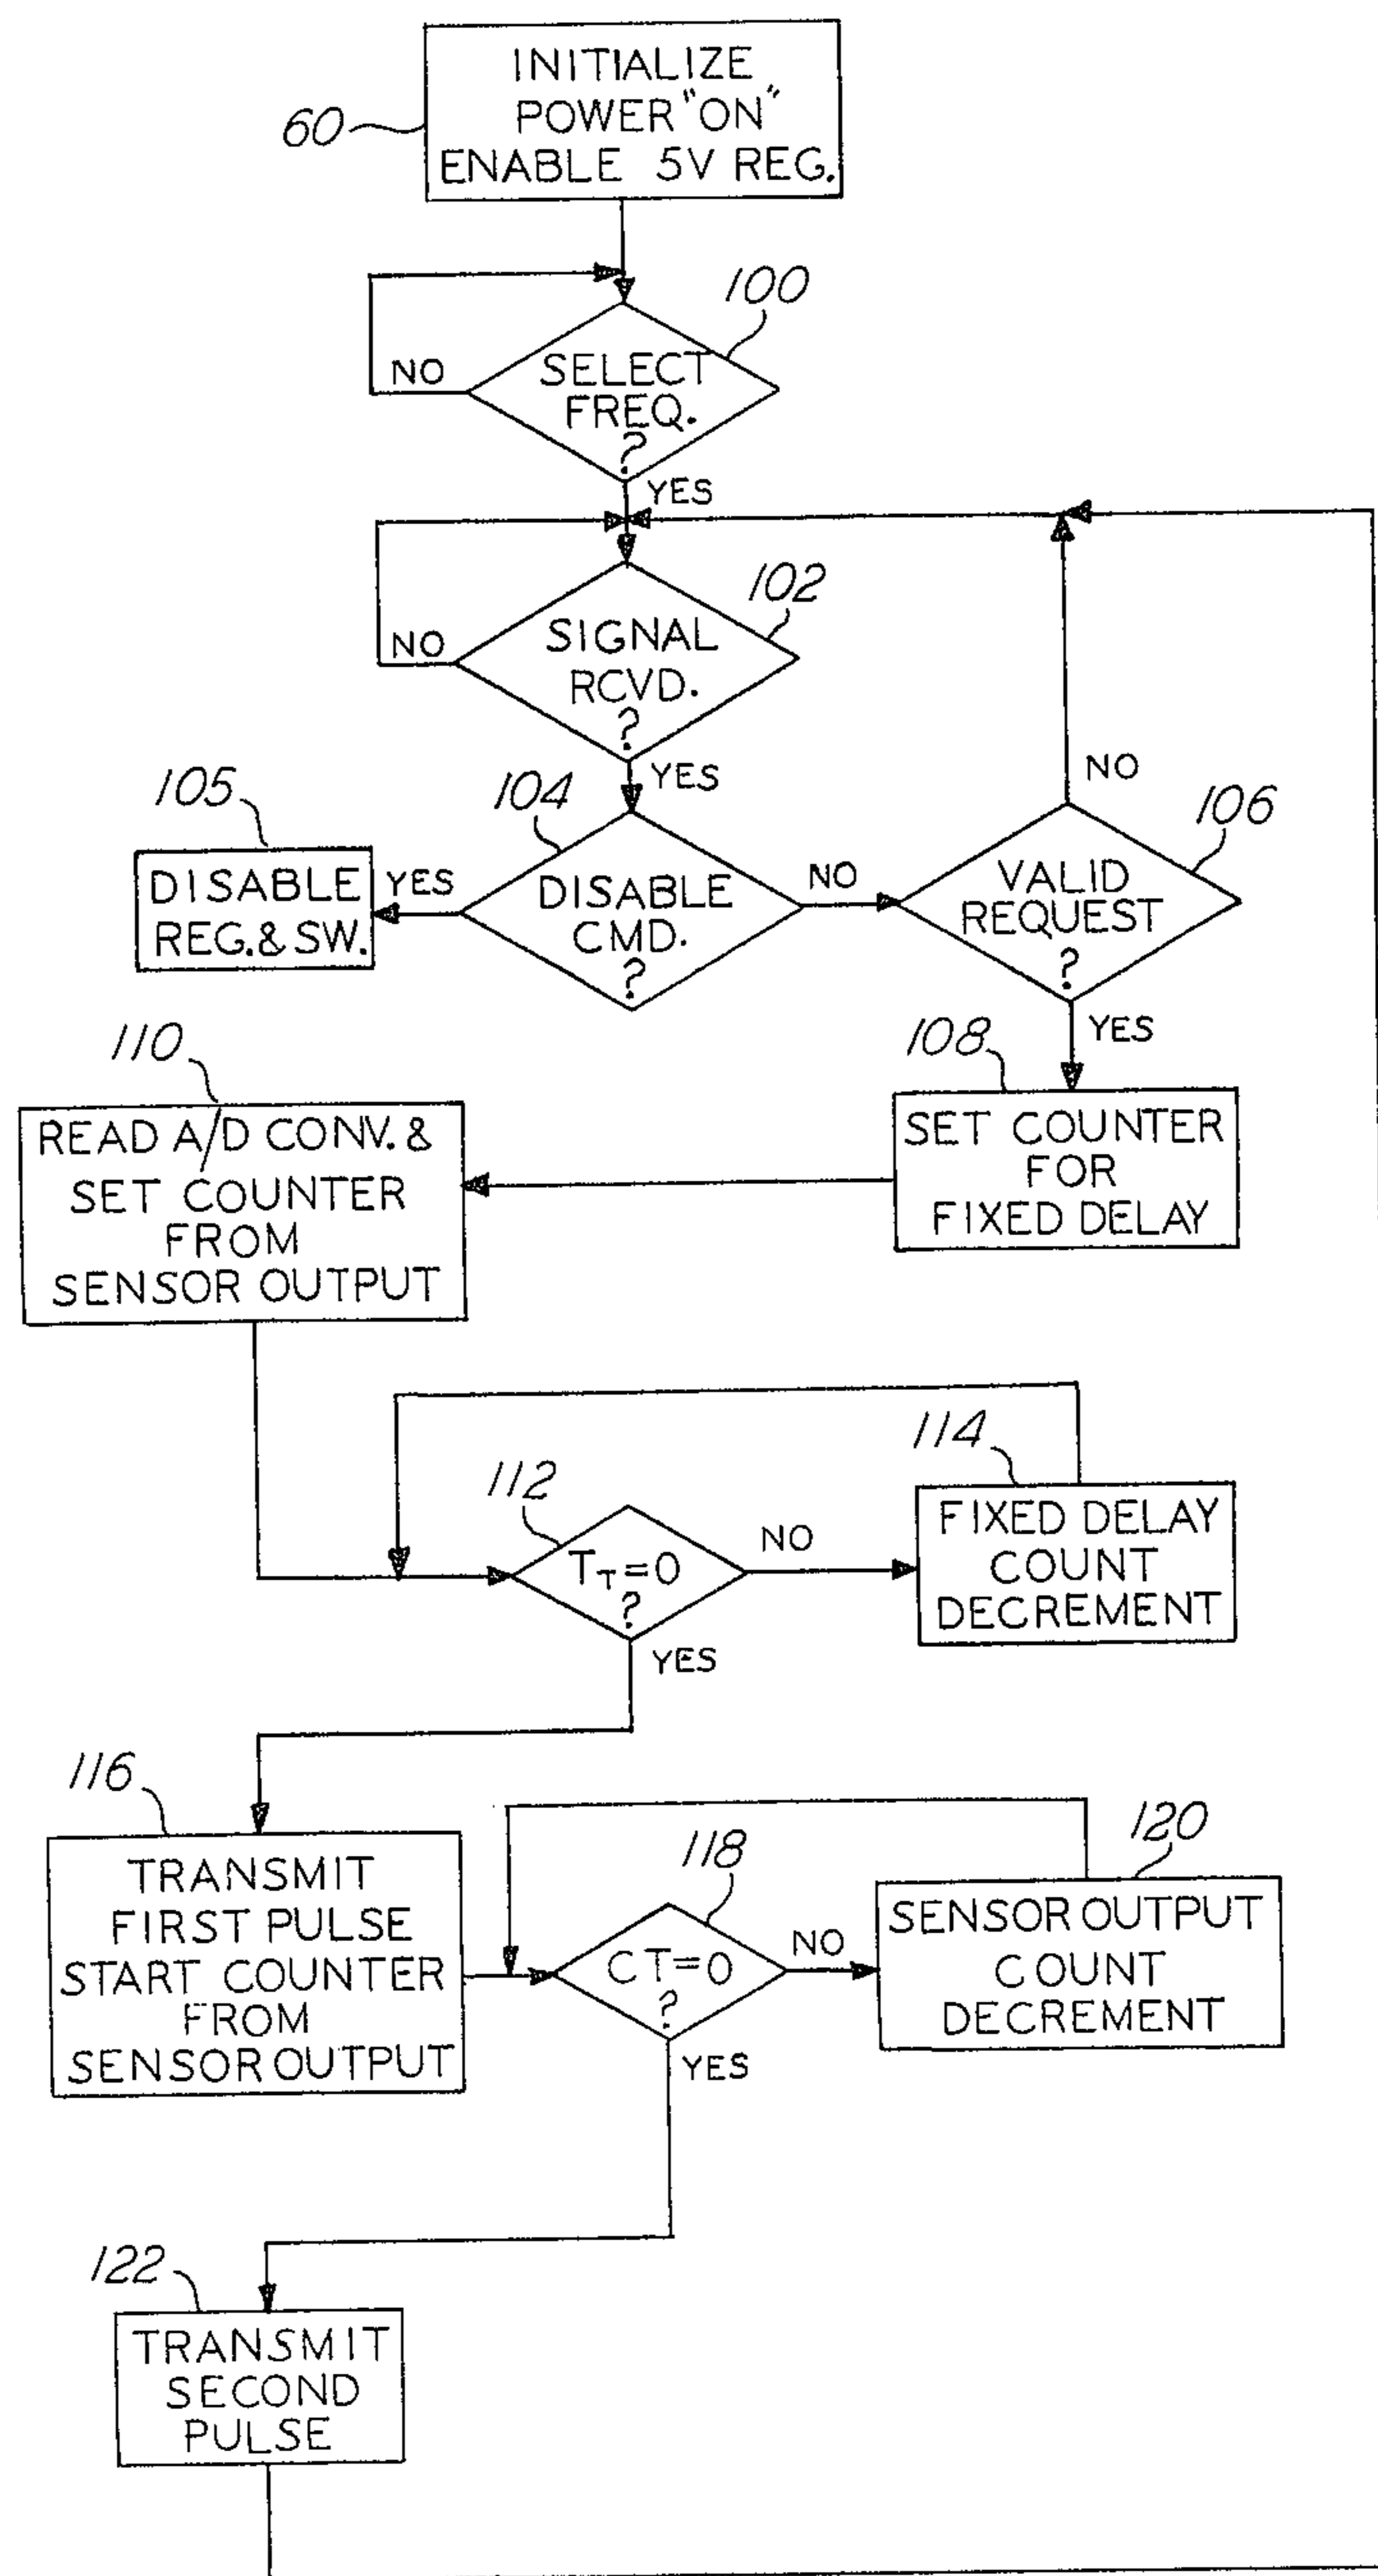 INITIALIZE
POWER "ON"
ENABLE 5V REG.
60
100
SELECT
FREQ.
?
NO
YES
102
SIGNAL
RCVD.
?
NO
YES
105
DISABLE
REG.& SW.
YES
104
DISABLE
CMD.
?
NO
106
VALID
REQUEST
?
NO
YES
108
SET COUNTER
FOR
FIXED DELAY
110
READ A/D CONV. &
SET COUNTER
FROM
SENSOR OUTPUT
112
TT=0
?
NO
YES
114
FIXED DELAY
COUNT
DECREMENT
116
TRANSMIT
FIRST PULSE
START COUNTER
FROM
SENSOR OUTPUT
118
CT=0
?
NO
YES
120
SENSOR OUTPUT
COUNT
DECREMENT
122
TRANSMIT
SECOND
PULSE